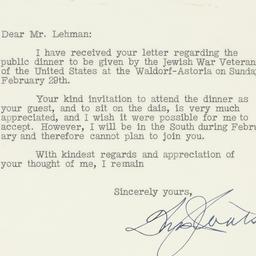 Dear Mr. Lehman:
I have received your letter regarding the
public dinner to be given by the Jewish War Veteran
of the United States at the Waldorf-Astoria on Sunda
February 29th.
Your kind invitation to attend the dinner as
your guest, and to sit on the dais, is very much
appreciated, and I wish it were possible for me to
accept. However, I will be in the South during Febru
ary and therefore cannot plan to join you.
With kindest regards and appreciation of
your thought of me, I remain
Sincerely yours,